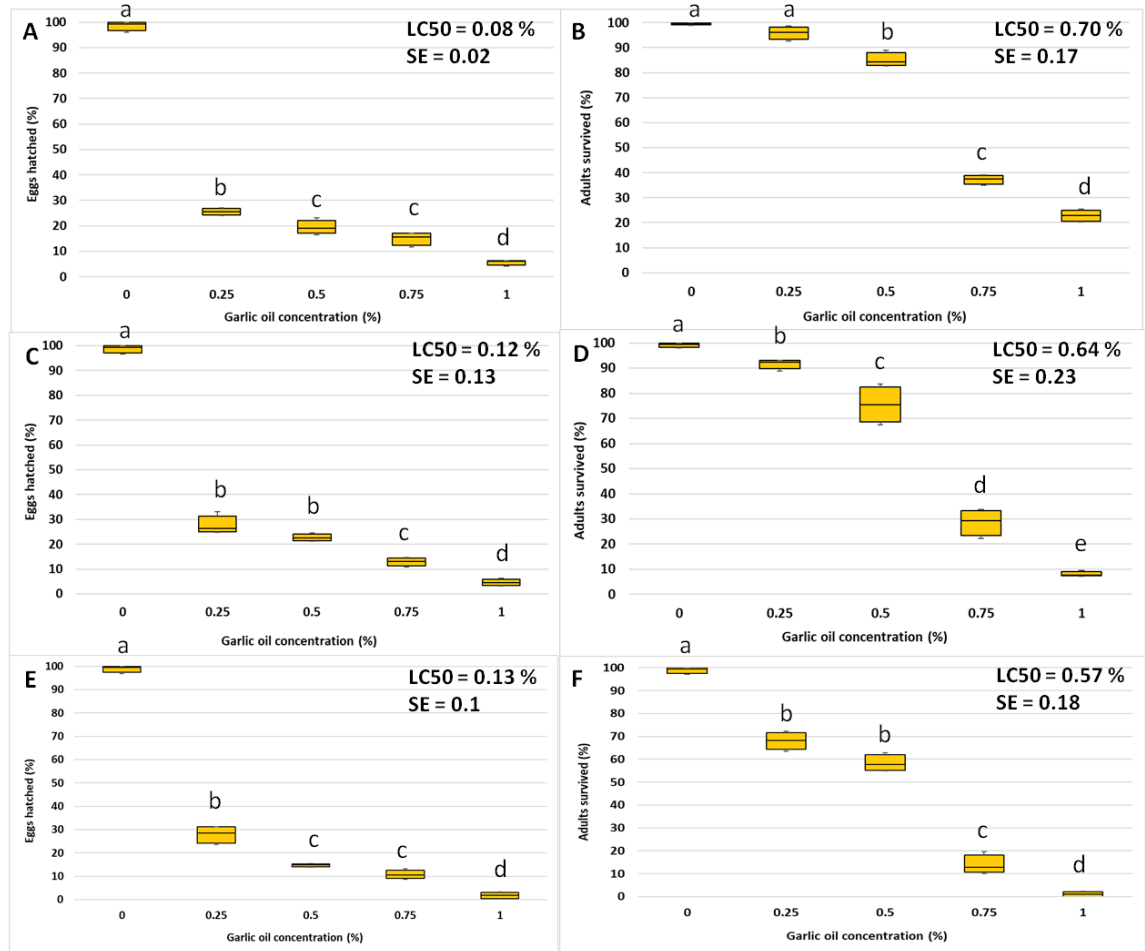 A
a
LC50 = 0.08 %
SE = 0.02
100
90
80
70
60
50
40
30
20
10
0
Eggs hatched (%)
b
c
c
d
0 0.25 0.5 0.75 1
Garlic oil concentration (%)
B
a
a
b
LC50 = 0.70 %
SE = 0.17
100
90
80
70
60
50
40
30
20
10
0
Adults survived (%)
c
d
0 0.25 0.5 0.75 1
Garlic oil concentration (%)
C
a
LC50 = 0.12 %
SE = 0.13
100
90
80
70
60
50
40
30
20
10
0
Eggs hatched (%)
b
b
c
d
0 0.25 0.5 0.75 1
Garlic oil concentration (%)
D
a
b
c
LC50 = 0.64 %
SE = 0.23
100
90
80
70
60
50
40
30
20
10
0
Adults survived (%)
d
e
0 0.25 0.5 0.75 1
Garlic oil concentration (%)
E
a
LC50 = 0.13 %
SE = 0.1
100
90
80
70
60
50
40
30
20
10
0
Eggs hatched (%)
b
c
c
d
0 0.25 0.5 0.75 1
Garlic oil concentration (%)
F
a
LC50 = 0.57 %
SE = 0.18
100
90
80
70
60
50
40
30
20
10
0
Adults survived (%)
b
b
c
d
0 0.25 0.5 0.75 1
Garlic oil concentration (%)